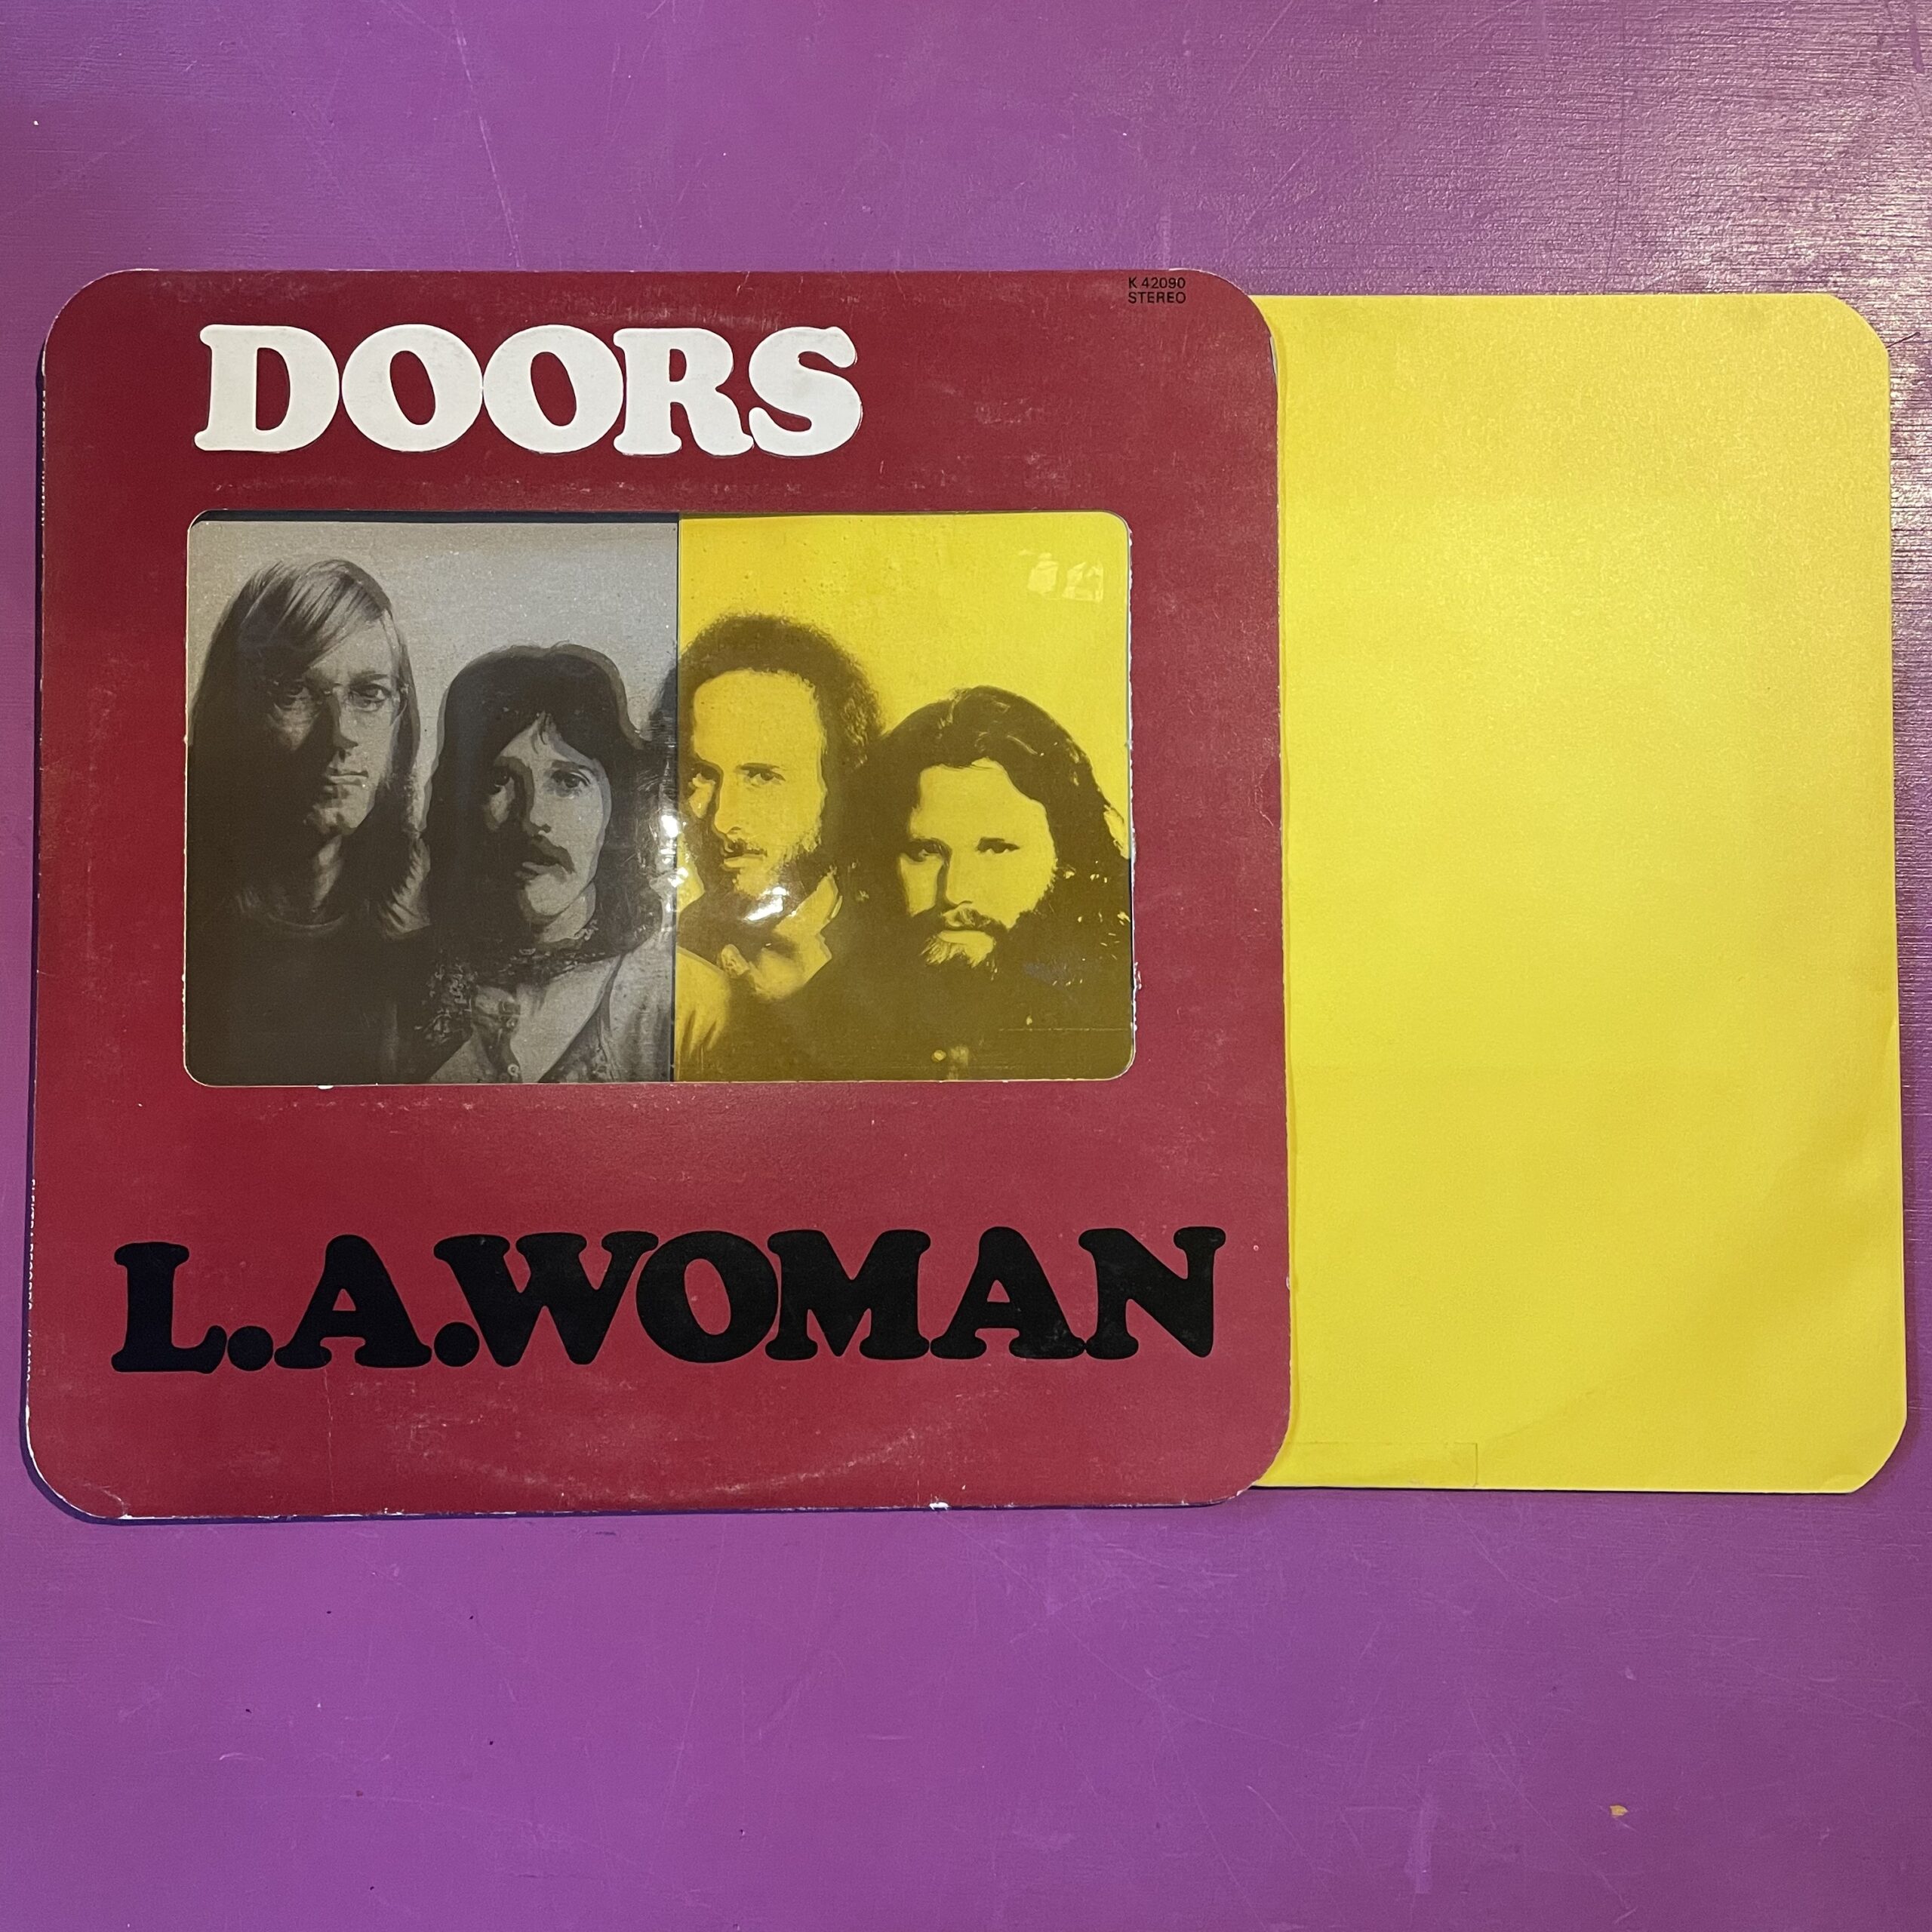 K 42090
STEREO
DOORS
L.A.WOMAN